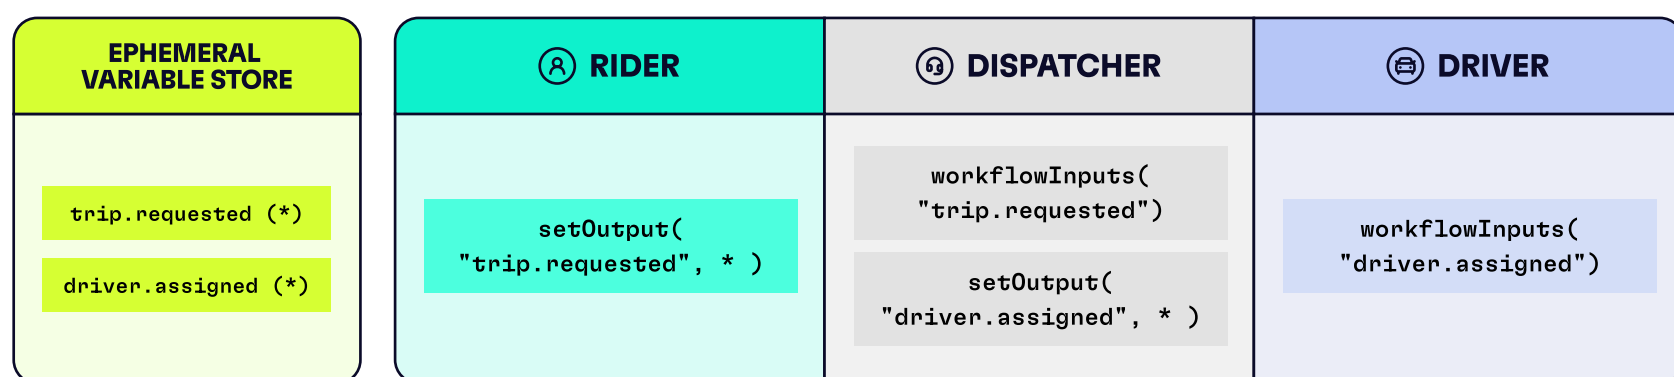 EPHEMERAL
VARIABLE STORE
trip.requested (*)
driver.assigned (*)
RIDER
setOutput(
"trip.requested", * )
DISPATCHER
workflowInputs(
"trip.requested")
setOutput(
"driver.assigned", * )
DRIVER
workflowInputs(
"driver.assigned")